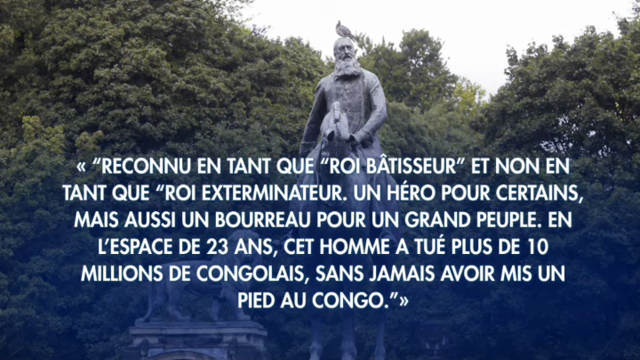 « “RECONNU EN TANT QUE “ROI BÂTISSEUR” ET NON EN
TANT QUE “ROI EXTERMINATEUR. UN HÉRO POUR CERTAINS,
MAIS AUSSI UN BOURREAU POUR UN GRAND PEUPLE. EN
L’ESPACE DE 23 ANS, CET HOMME A TUÉ PLUS DE 10
MILLIONS DE CONGOLAIS, SANS JAMAIS AVOIR MIS UN
PIED AU CONGO.”»